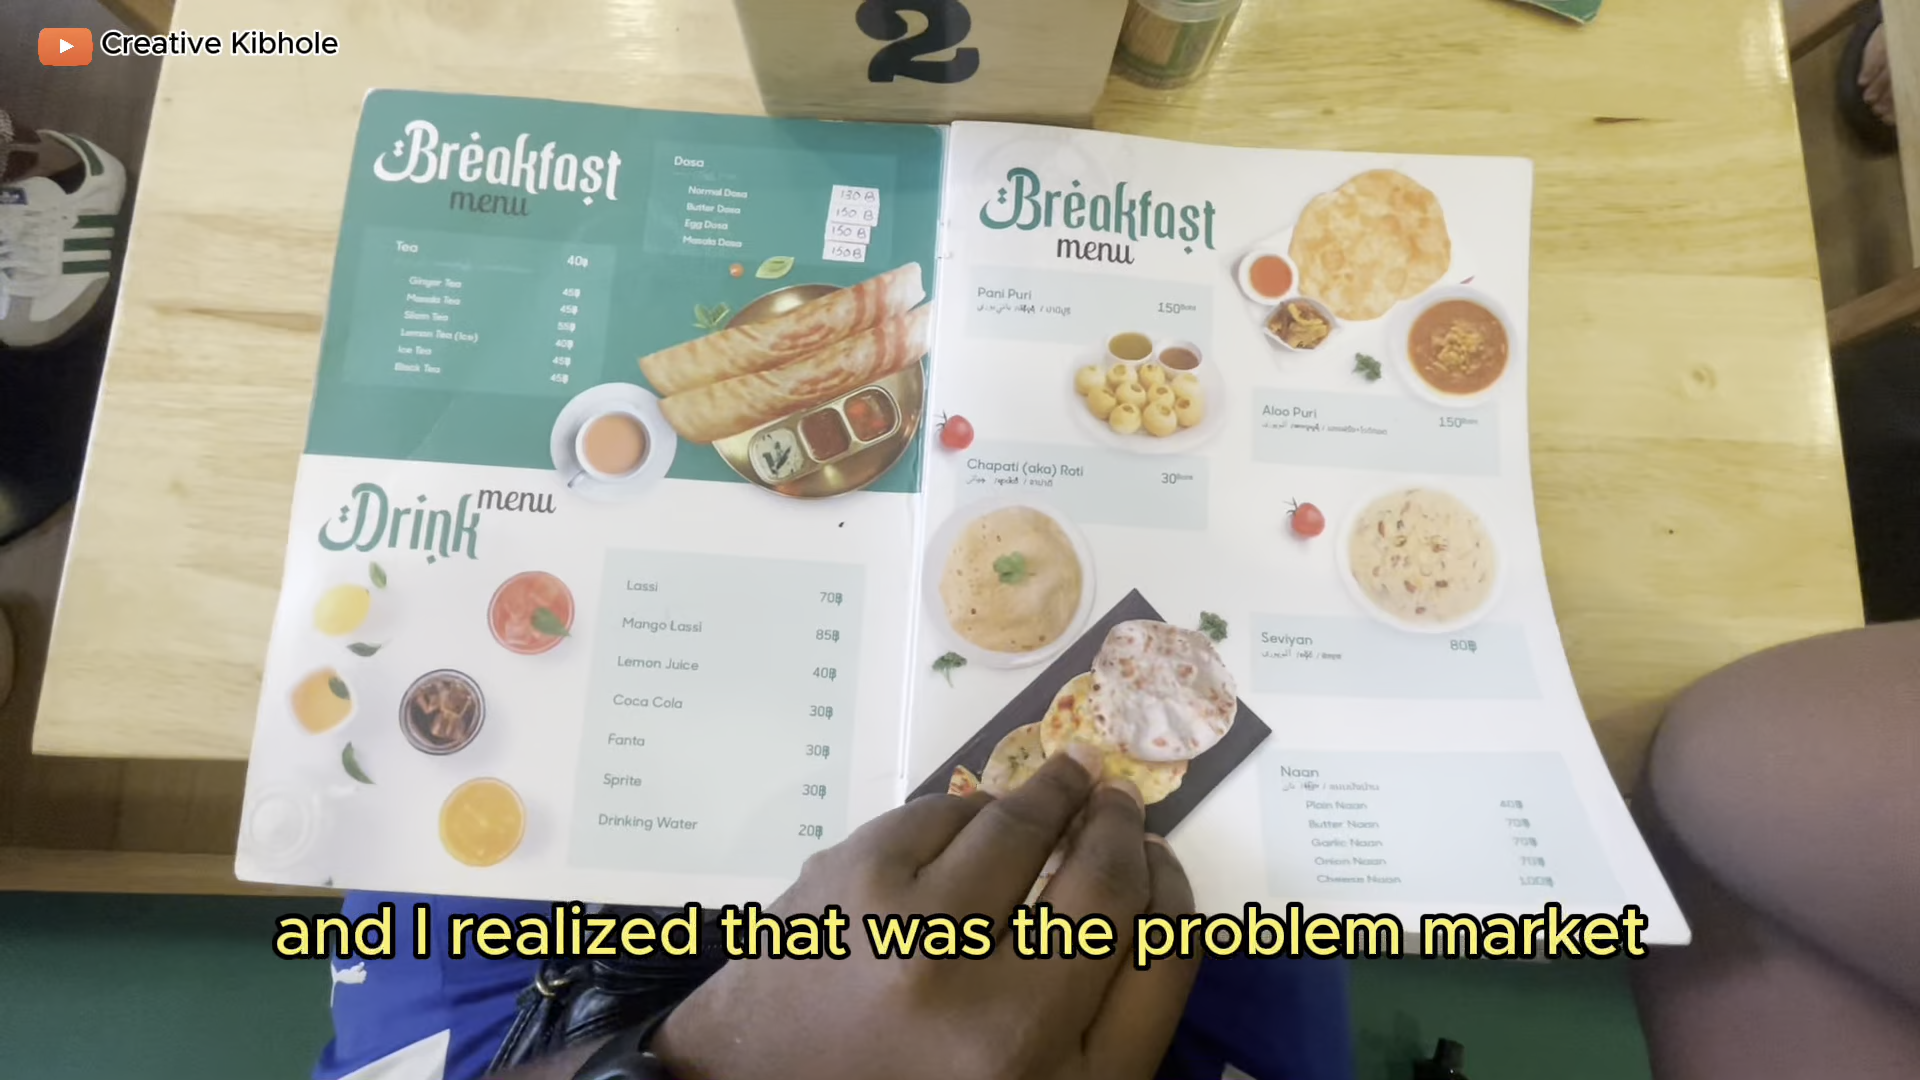 Creative Kibhole
2
Breakfast
menu
Tea 40฿
Ginger Tea 45฿
Masala Tea 45฿
Slam Tea 55฿
Lemon Tea (Ice) 40฿
Ice Tea 45฿
Black Tea 45฿
Dosa
Normal Dosa 130 B
Butter Dosa 150 B
Egg Dosa 150 B
Masala Dosa 150B
Drink menu
Lassi 70฿
Mango Lassi 85฿
Lemon Juice 40฿
Coca Cola 30฿
Fanta 30฿
Sprite 30฿
Drinking Water 20฿
Breakfast
menu
Pani Puri 150
Chapati (aka) Roti 30
Aloo Puri 150
Seviyan 80฿
Naan
Plain Naan 40฿
Butter Naan 70฿
Garlic Naan 70฿
Onion Naan 70฿
Cheese Naan 100฿
and I realized that was the problem market